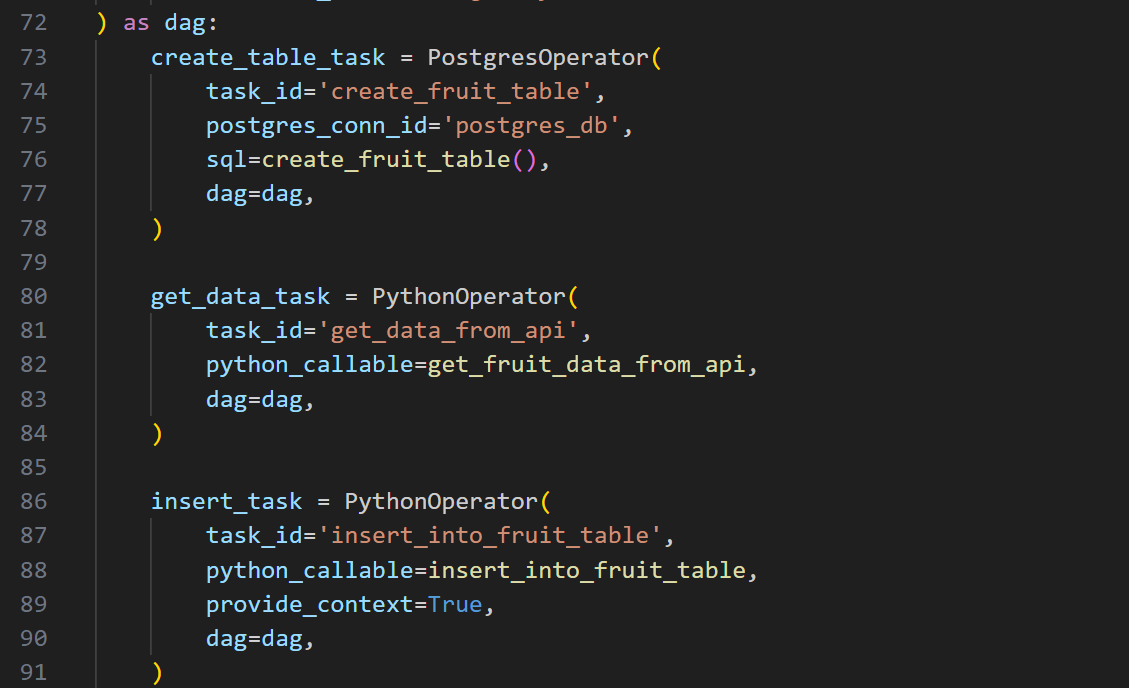 72 ) as dag:
73     create_table_task = PostgresOperator(
74         task_id='create_fruit_table',
75         postgres_conn_id='postgres_db',
76         sql=create_fruit_table(),
77         dag=dag,
78     )
79
80     get_data_task = PythonOperator(
81         task_id='get_data_from_api',
82         python_callable=get_fruit_data_from_api,
83         dag=dag,
84     )
85
86     insert_task = PythonOperator(
87         task_id='insert_into_fruit_table',
88         python_callable=insert_into_fruit_table,
89         provide_context=True,
90         dag=dag,
91     )